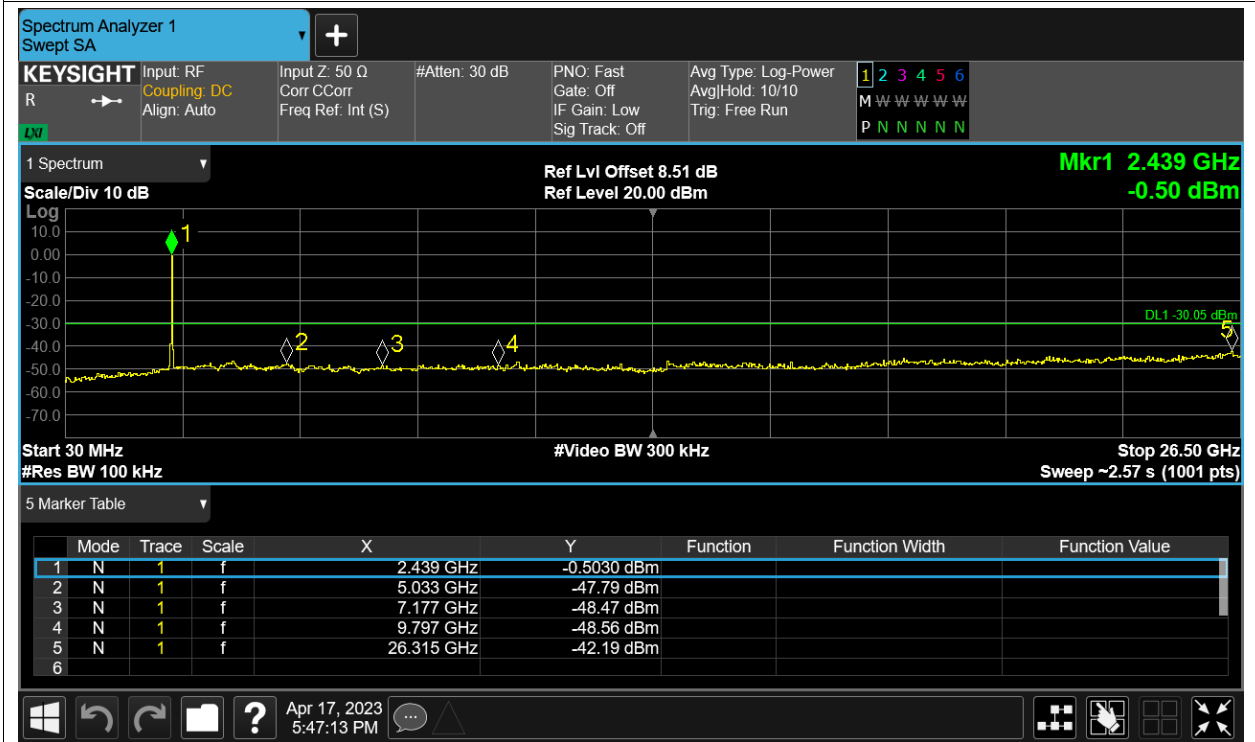 Spectrum Analyzer 1
Swept SA
+
KEYSIGHT
R
LXI
Input: RF
Coupling: DC
Align: Auto
Input Z: 50 Ω
Corr CCorr
Freq Ref: Int (S)
#Atten: 30 dB
PNO: Fast
Gate: Off
IF Gain: Low
Sig Track: Off
Avg Type: Log-Power
Avg|Hold: 10/10
Trig: Free Run
1 2 3 4 5 6
M W W W W W
P N N N N N
1 Spectrum
Scale/Div 10 dB
Ref Lvl Offset 8.51 dB
Ref Level 20.00 dBm
Mkr1 2.439 GHz
-0.50 dBm
Log
10.0
0.00
-10.0
-20.0
-30.0
-40.0
-50.0
-60.0
-70.0
1
2
3
4
5
DL1 -30.05 dBm
Start 30 MHz
#Video BW 300 kHz
Stop 26.50 GHz
#Res BW 100 kHz
Sweep ~2.57 s (1001 pts)
5 Marker Table
Mode Trace Scale X Y Function Function Width Function Value
1 N 1 f 2.439 GHz -0.5030 dBm
2 N 1 f 5.033 GHz -47.79 dBm
3 N 1 f 7.177 GHz -48.47 dBm
4 N 1 f 9.797 GHz -48.56 dBm
5 N 1 f 26.315 GHz -42.19 dBm
6
?
Apr 17, 2023
5:47:13 PM